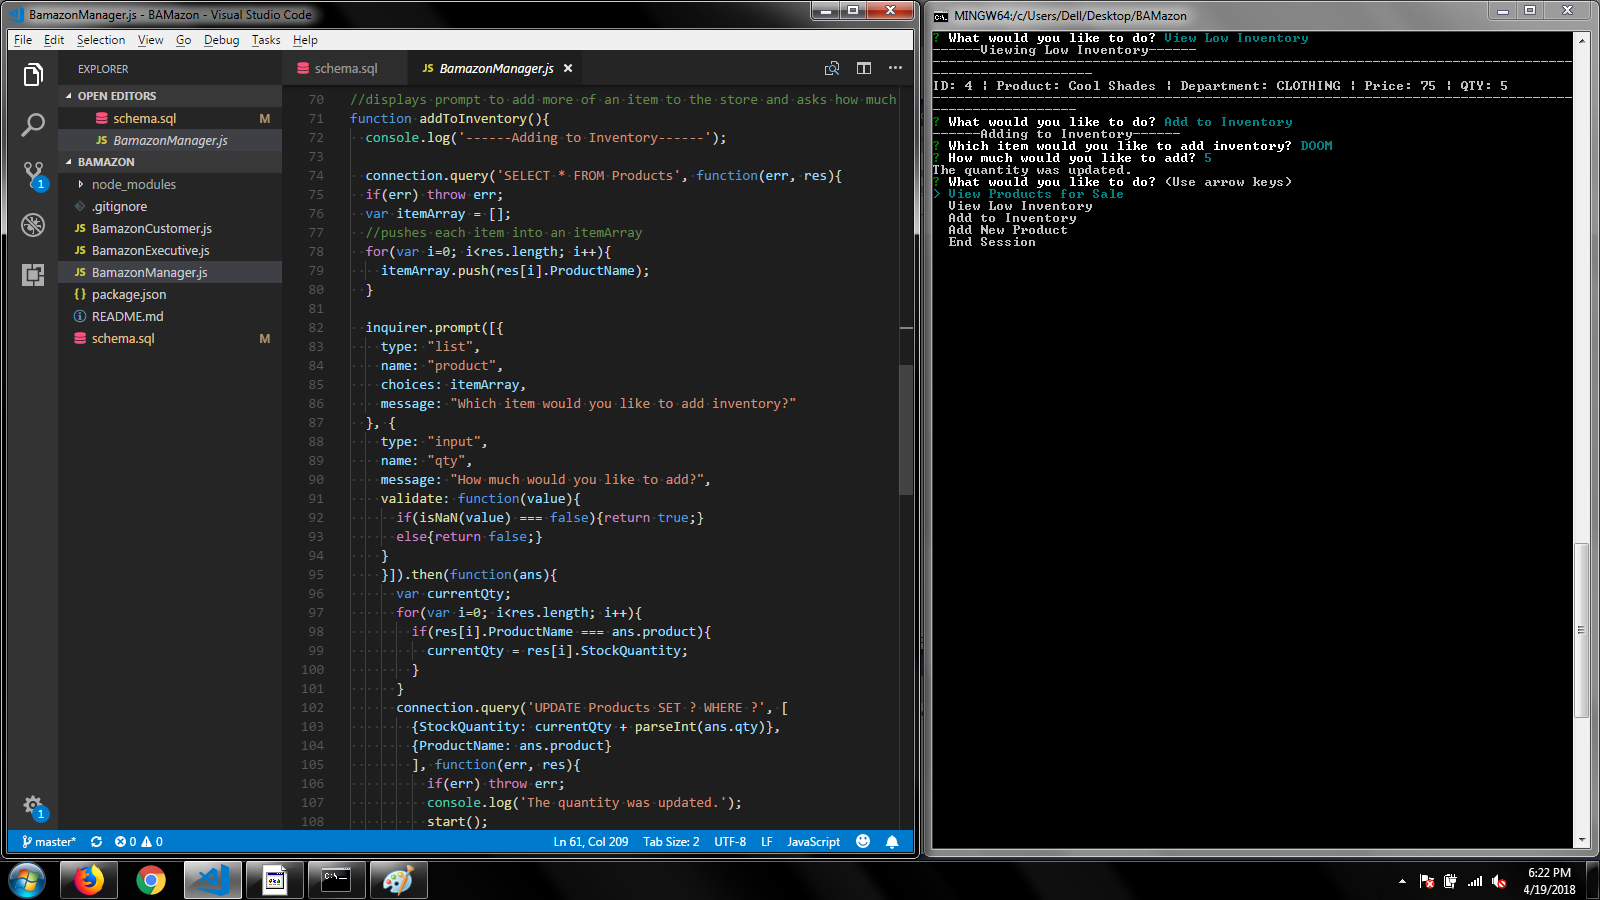 BamazonManager.js - BAMazon - Visual Studio Code
File Edit Selection View Go Debug Tasks Help
EXPLORER
OPEN EDITORS
schema.sql M
BamazonManager.js
BAMAZON
node_modules
.gitignore
JS BamazonCustomer.js
JS BamazonExecutive.js
JS BamazonManager.js
{} package.json
README.md
schema.sql M
1
1
schema.sql
JS BamazonManager.js ×
70 //displays prompt to add more of an item to the store and asks how much
71 function addToInventory(){
72 console.log('------Adding to Inventory------');
73
74 connection.query('SELECT * FROM Products', function(err, res){
75 if(err) throw err;
76 var itemArray = [];
77 //pushes each item into an itemArray
78 for(var i=0; i<res.length; i++){
79 itemArray.push(res[i].ProductName);
80 }
81
82 inquirer.prompt([{
83 type: "list",
84 name: "product",
85 choices: itemArray,
86 message: "Which item would you like to add inventory?"
87 }, {
88 type: "input",
89 name: "qty",
90 message: "How much would you like to add?",
91 validate: function(value){
92 if(isNaN(value) === false){return true;}
93 else{return false;}
94 }
95 }]).then(function(ans){
96 var currentQty;
97 for(var i=0; i<res.length; i++){
98 if(res[i].ProductName === ans.product){
99 currentQty = res[i].StockQuantity;
100 }
101 }
102 connection.query('UPDATE Products SET ? WHERE ?', [
103 {StockQuantity: currentQty + parseInt(ans.qty)},
104 {ProductName: ans.product}
105 ], function(err, res){
106 if(err) throw err;
107 console.log('The quantity was updated.');
108 start();
master* 0 0 Ln 61, Col 209 Tab Size: 2 UTF-8 LF JavaScript
MINGW64:/c/Users/Dell/Desktop/BAMazon
? What would you like to do? View Low Inventory
------Viewing Low Inventory------
ID: 4 ¦ Product: Cool Shades ¦ Department: CLOTHING ¦ Price: 75 ¦ QTY: 5
? What would you like to do? Add to Inventory
------Adding to Inventory------
? Which item would you like to add inventory? DOOM
? How much would you like to add? 5
The quantity was updated.
? What would you like to do? (Use arrow keys)
> View Products for Sale
View Low Inventory
Add to Inventory
Add New Product
End Session
6:22 PM
4/19/2018